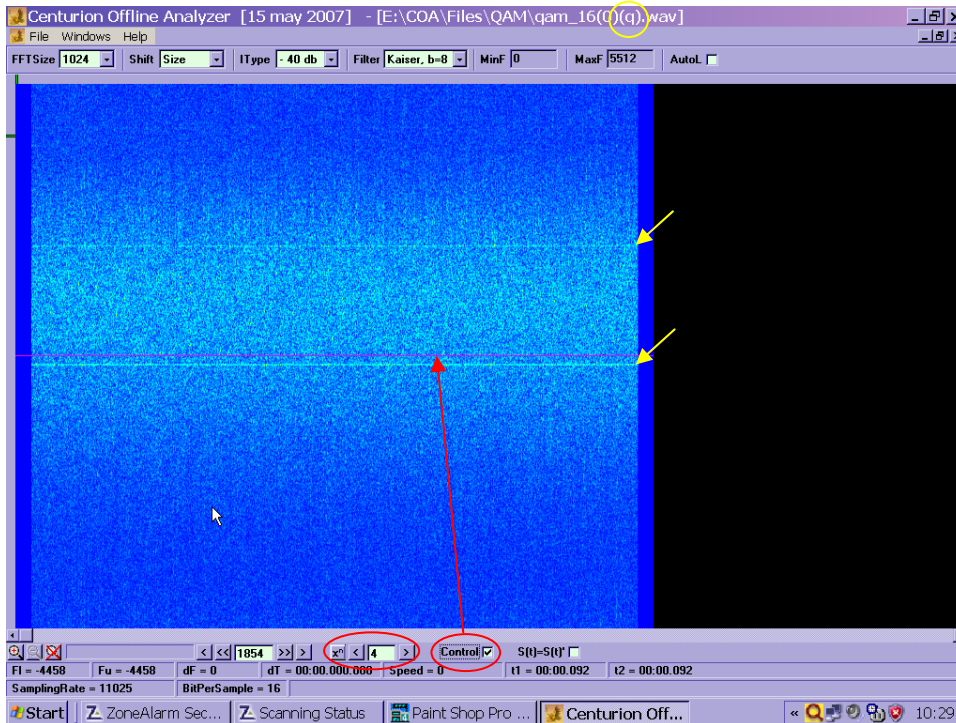 Centurion Offline Analyzer [15 may 2007] - [E:\COA\Files\QAM\qam_16(0)(q).wav]
File Windows Help
FFTSize 1024 Shift Size IType - 40 db Filter Kaiser, b=8 MinF 0 MaxF 5512 AutoL
< << 1854 >> > x^n < 4 > Control S(t)=S(t)'
Fl = -4458 Fu = -4458 dF = 0 dT = 00:00.000.000 Speed = 0 t1 = 00:00.092 t2 = 00:00.092
SamplingRate = 11025 BitPerSample = 16
Start ZoneAlarm Sec... Scanning Status Paint Shop Pro ... Centurion Off... « 10:29